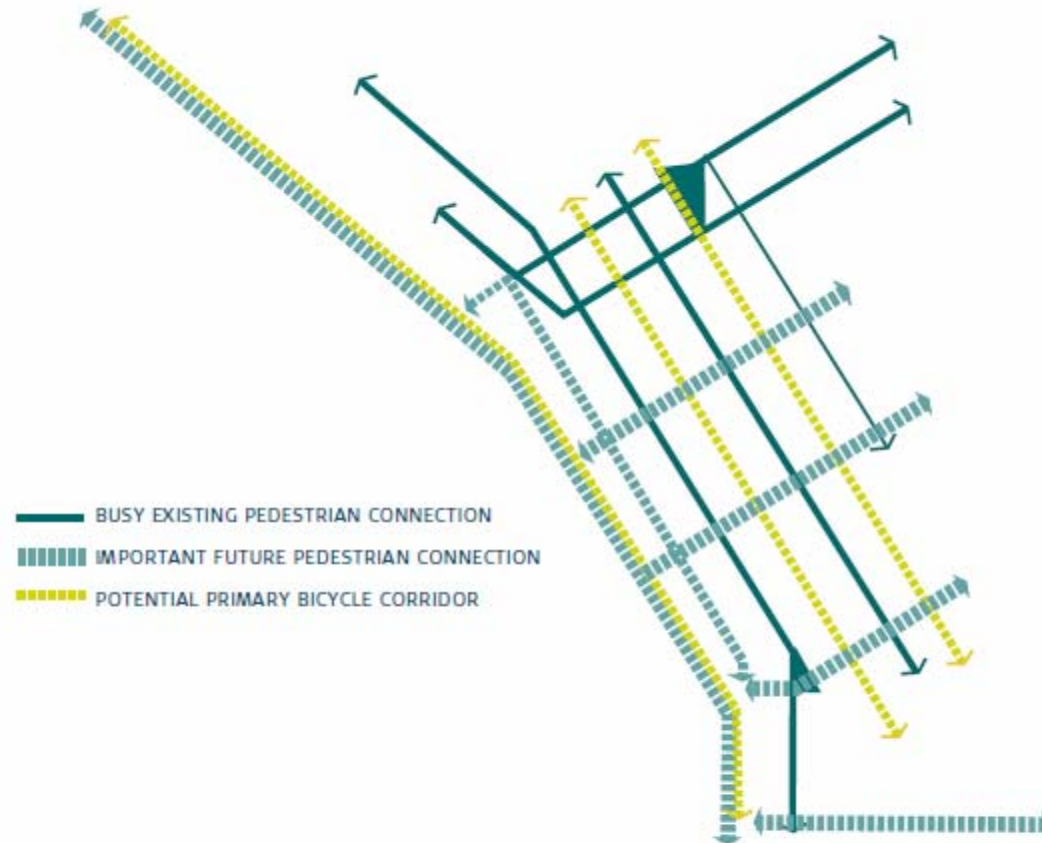 BUSY EXISTING PEDESTRIAN CONNECTION
IMPORTANT FUTURE PEDESTRIAN CONNECTION
POTENTIAL PRIMARY BICYCLE CORRIDOR